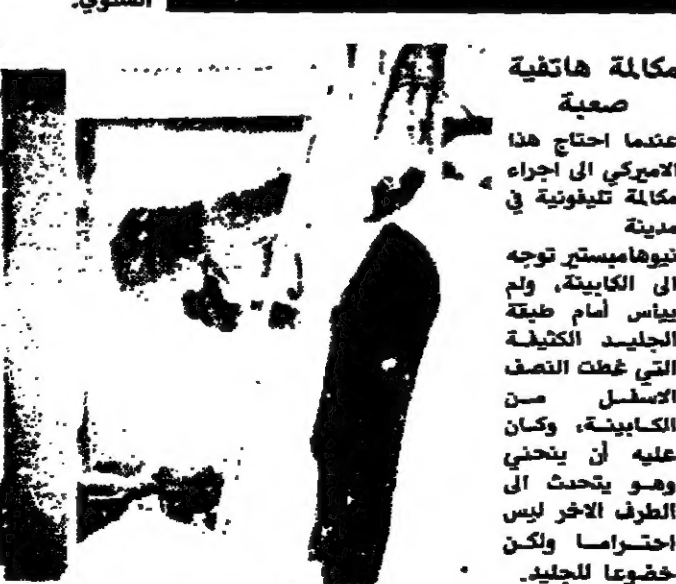 السنوي.
مكالمة هاتفية
صعبة
عندما احتاج هذا
الاميركي الى اجراء
مكالمة تليفونية في
مدينة
نيوهامبستير توجه
الى الكابينة، ولم
ييأس أمام طبقة
الجليد الكثيفة
التي غطت النصف
الاسفل من
الكابينة، وكان
عليه أن ينحني
وهو يتحدث الى
الطرف الاخر ليس
احتراما ولكن
خضوعا للجليد.